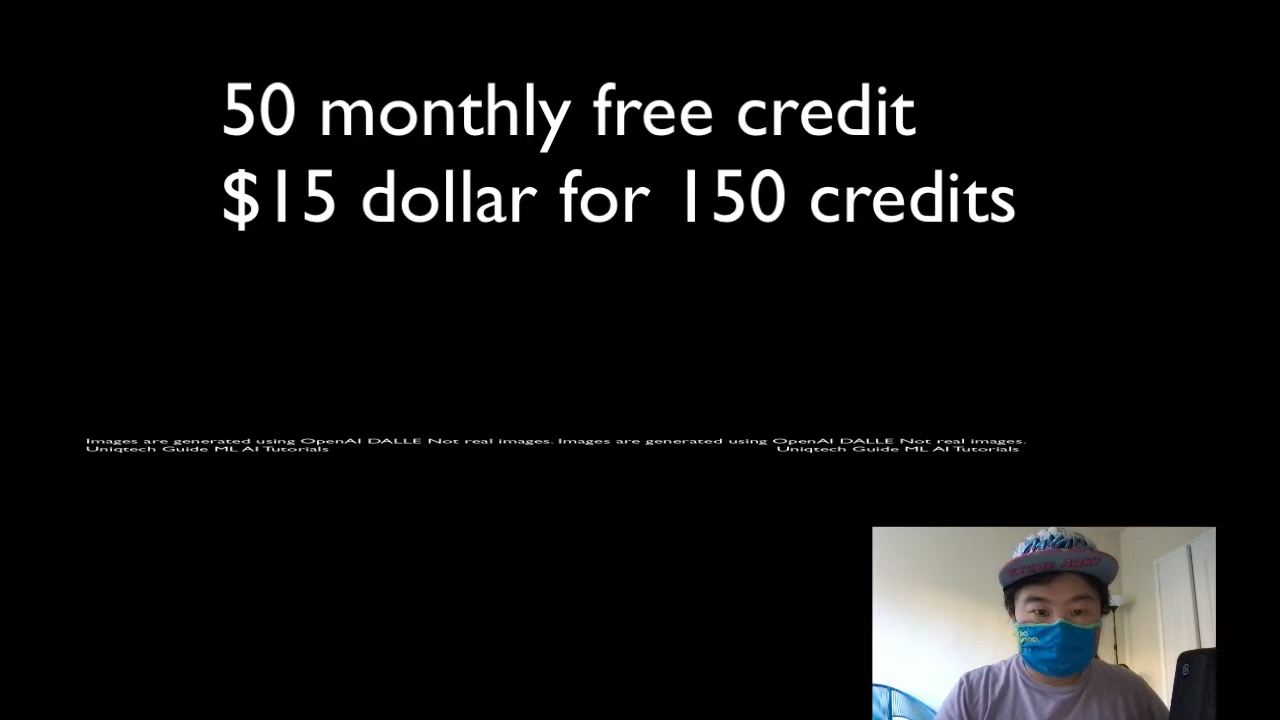 50 monthly free credit
$15 dollar for 150 credits
Images are generated using OpenAI DALLE Not real images. Images are generated using OpenAI DALLE Not real images.
Uniqtech Guide ML AI Tutorials Uniqtech Guide ML AI Tutorials